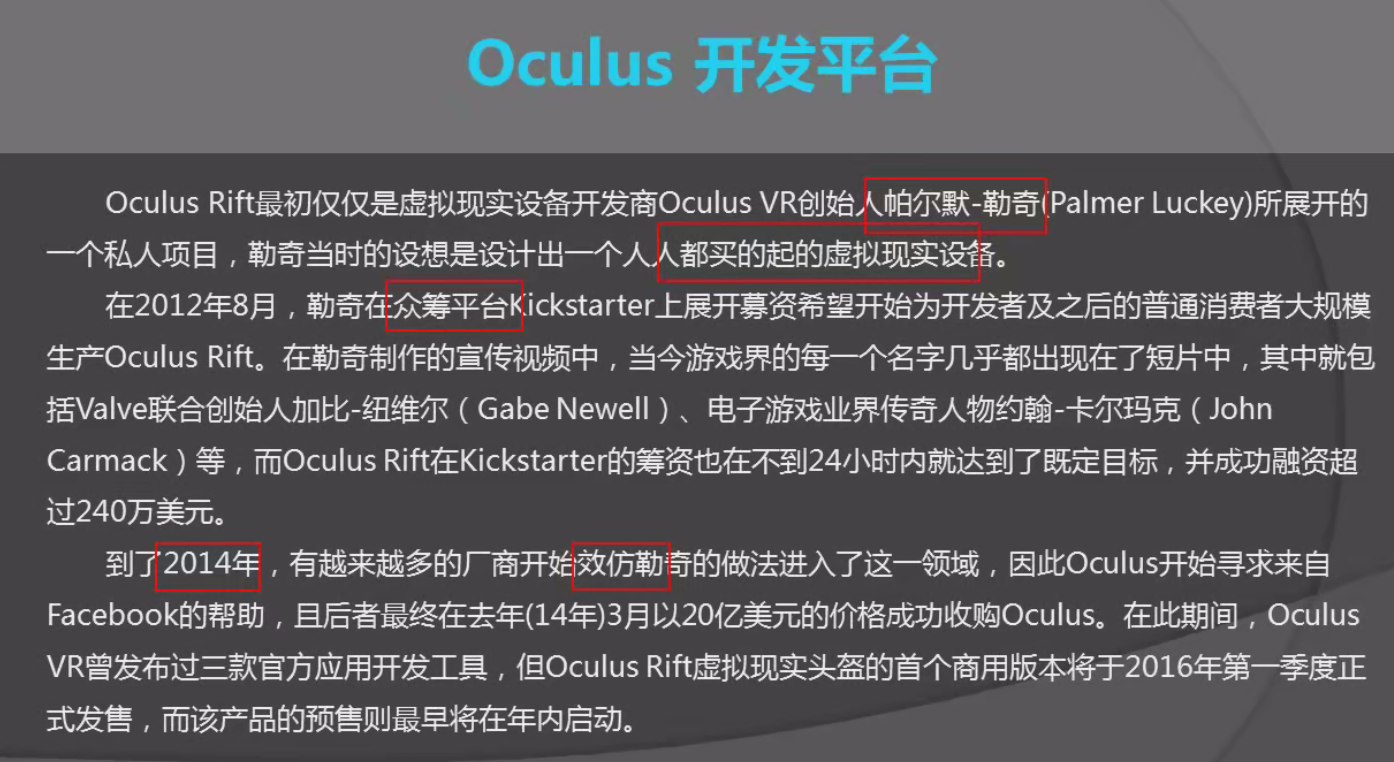 Oculus 开发平台
Oculus Rift最初仅仅是虚拟现实设备开发商Oculus VR创始人帕尔默-勒奇(Palmer Luckey)所展开的
一个私人项目，勒奇当时的设想是设计出一个人人都买的起的虚拟现实设备。
在2012年8月，勒奇在众筹平台Kickstarter上展开募资希望开始为开发者及之后的普通消费者大规模
生产Oculus Rift。在勒奇制作的宣传视频中，当今游戏界的每一个名字几乎都出现在了短片中，其中就包
括Valve联合创始人加比-纽维尔（Gabe Newell）、电子游戏业界传奇人物约翰-卡尔玛克（John
Carmack）等，而Oculus Rift在Kickstarter的筹资也在不到24小时内就达到了既定目标，并成功融资超
过240万美元。
到了2014年，有越来越多的厂商开始效仿勒奇的做法进入了这一领域，因此Oculus开始寻求来自
Facebook的帮助，且后者最终在去年(14年)3月以20亿美元的价格成功收购Oculus。在此期间，Oculus
VR曾发布过三款官方应用开发工具，但Oculus Rift虚拟现实头盔的首个商用版本将于2016年第一季度正
式发售，而该产品的预售则最早将在年内启动。